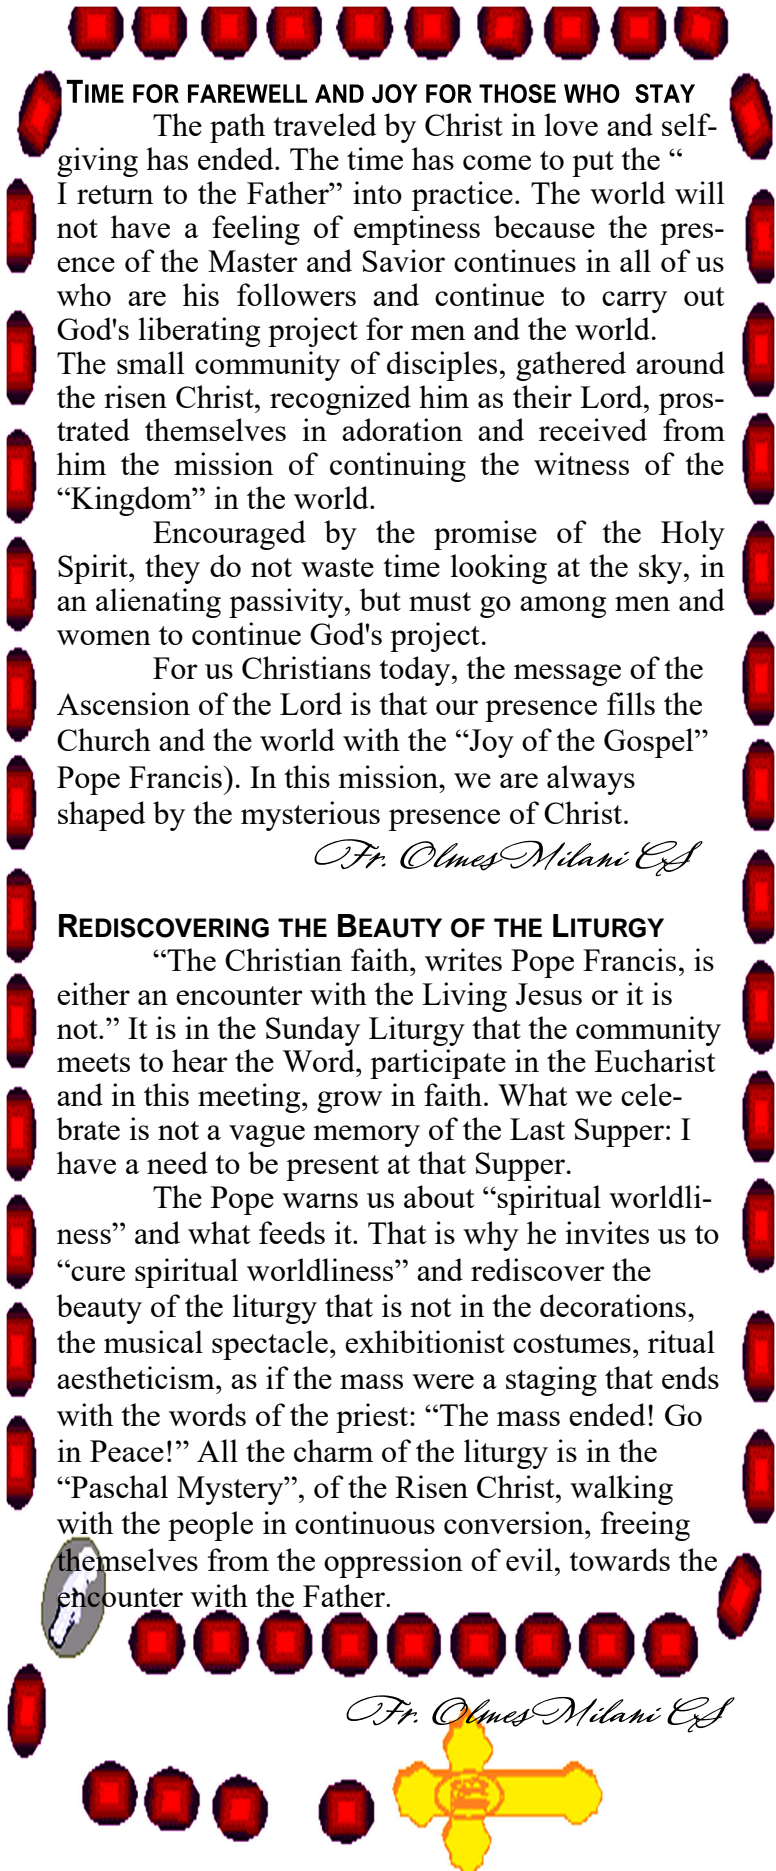 TIME FOR FAREWELL AND JOY FOR THOSE WHO STAY
The path traveled by Christ in love and self-
giving has ended. The time has come to put the “
I return to the Father” into practice. The world will
not have a feeling of emptiness because the pres-
ence of the Master and Savior continues in all of us
who are his followers and continue to carry out
God's liberating project for men and the world.
The small community of disciples, gathered around
the risen Christ, recognized him as their Lord, pros-
trated themselves in adoration and received from
him the mission of continuing the witness of the
“Kingdom” in the world.
Encouraged by the promise of the Holy
Spirit, they do not waste time looking at the sky, in
an alienating passivity, but must go among men and
women to continue God's project.
For us Christians today, the message of the
Ascension of the Lord is that our presence fills the
Church and the world with the “Joy of the Gospel”
Pope Francis). In this mission, we are always
shaped by the mysterious presence of Christ.
Fr. Olmes Milani CS
REDISCOVERING THE BEAUTY OF THE LITURGY
“The Christian faith, writes Pope Francis, is
either an encounter with the Living Jesus or it is
not.” It is in the Sunday Liturgy that the community
meets to hear the Word, participate in the Eucharist
and in this meeting, grow in faith. What we cele-
brate is not a vague memory of the Last Supper: I
have a need to be present at that Supper.
The Pope warns us about “spiritual worldli-
ness” and what feeds it. That is why he invites us to
“cure spiritual worldliness” and rediscover the
beauty of the liturgy that is not in the decorations,
the musical spectacle, exhibitionist costumes, ritual
aestheticism, as if the mass were a staging that ends
with the words of the priest: “The mass ended! Go
in Peace!” All the charm of the liturgy is in the
“Paschal Mystery”, of the Risen Christ, walking
with the people in continuous conversion, freeing
themselves from the oppression of evil, towards the
encounter with the Father.
Fr. Olmes Milani CS